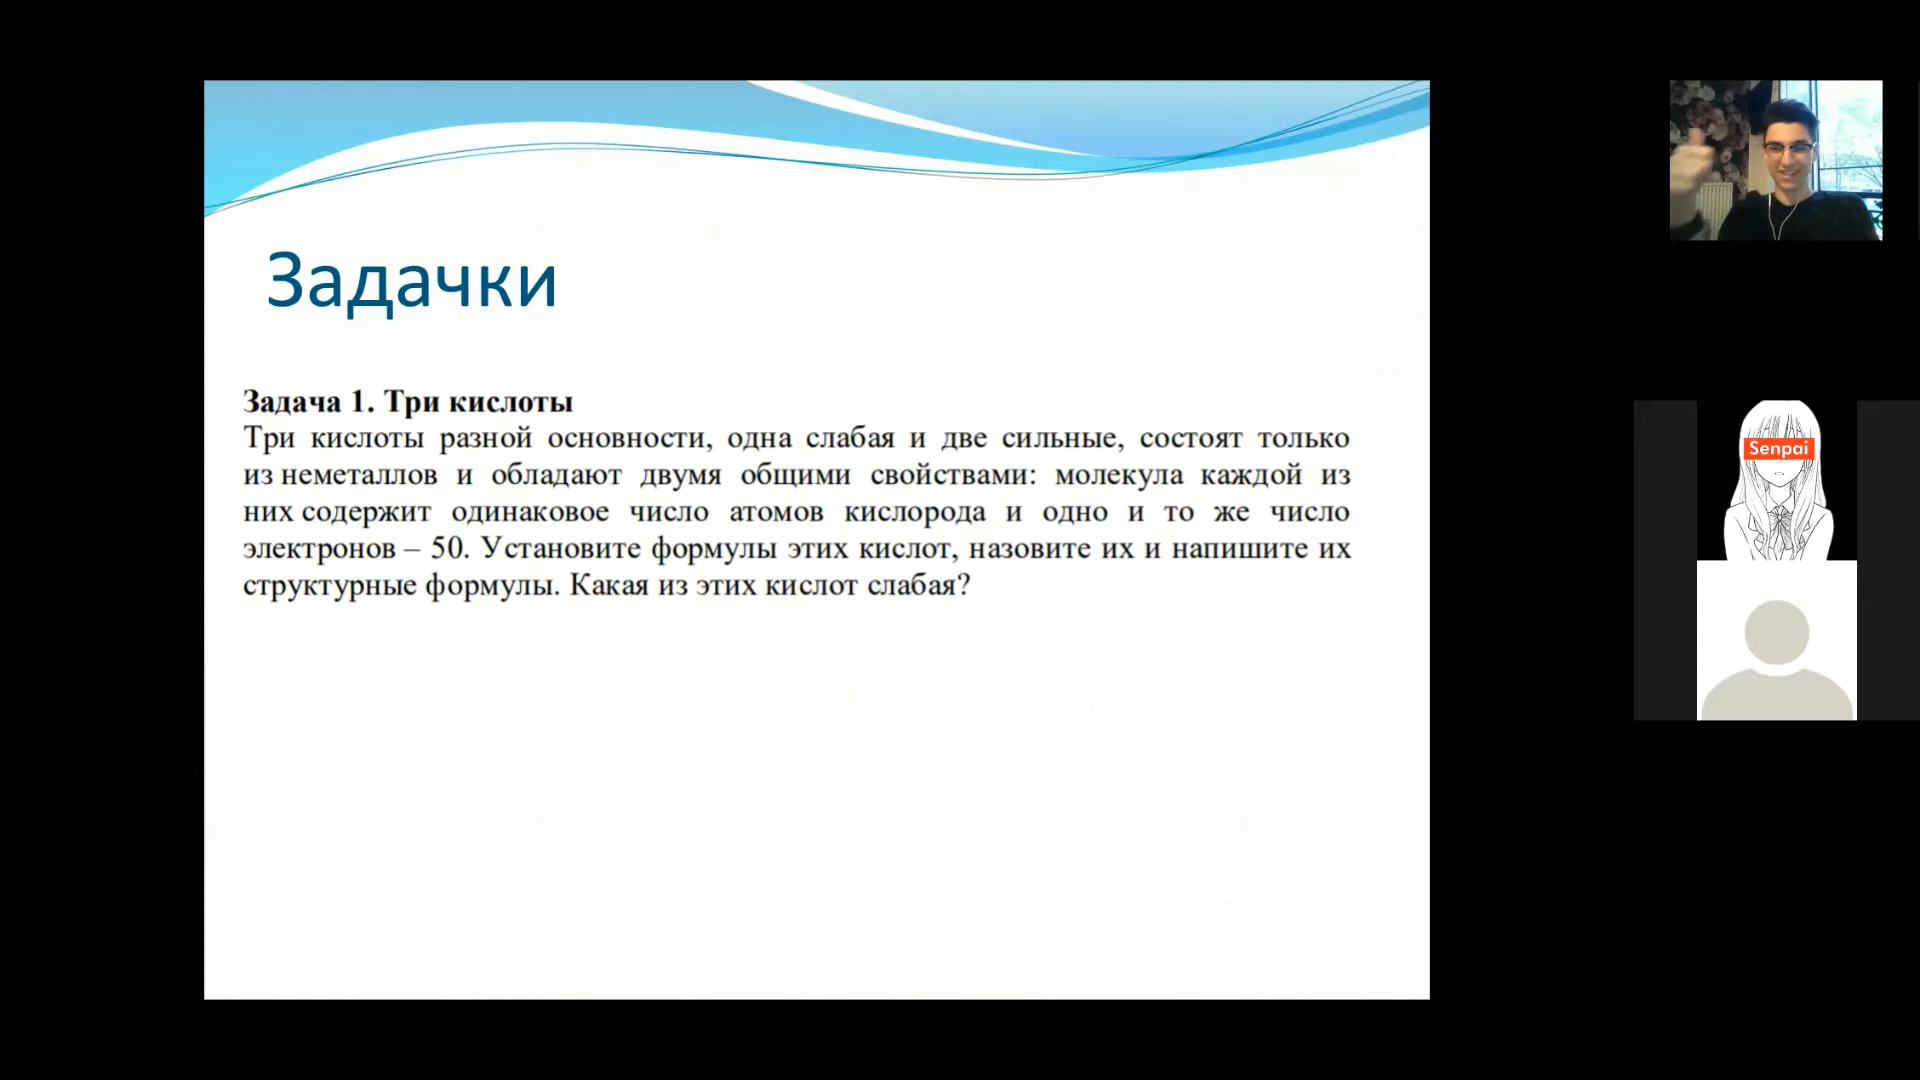 Задачки
Задача 1. Три кислоты
Три кислоты разной основности, одна слабая и две сильные, состоят только
из неметаллов и обладают двумя общими свойствами: молекула каждой из
них содержит одинаковое число атомов кислорода и одно и то же число
электронов – 50. Установите формулы этих кислот, назовите их и напишите их
структурные формулы. Какая из этих кислот слабая?
Senpai